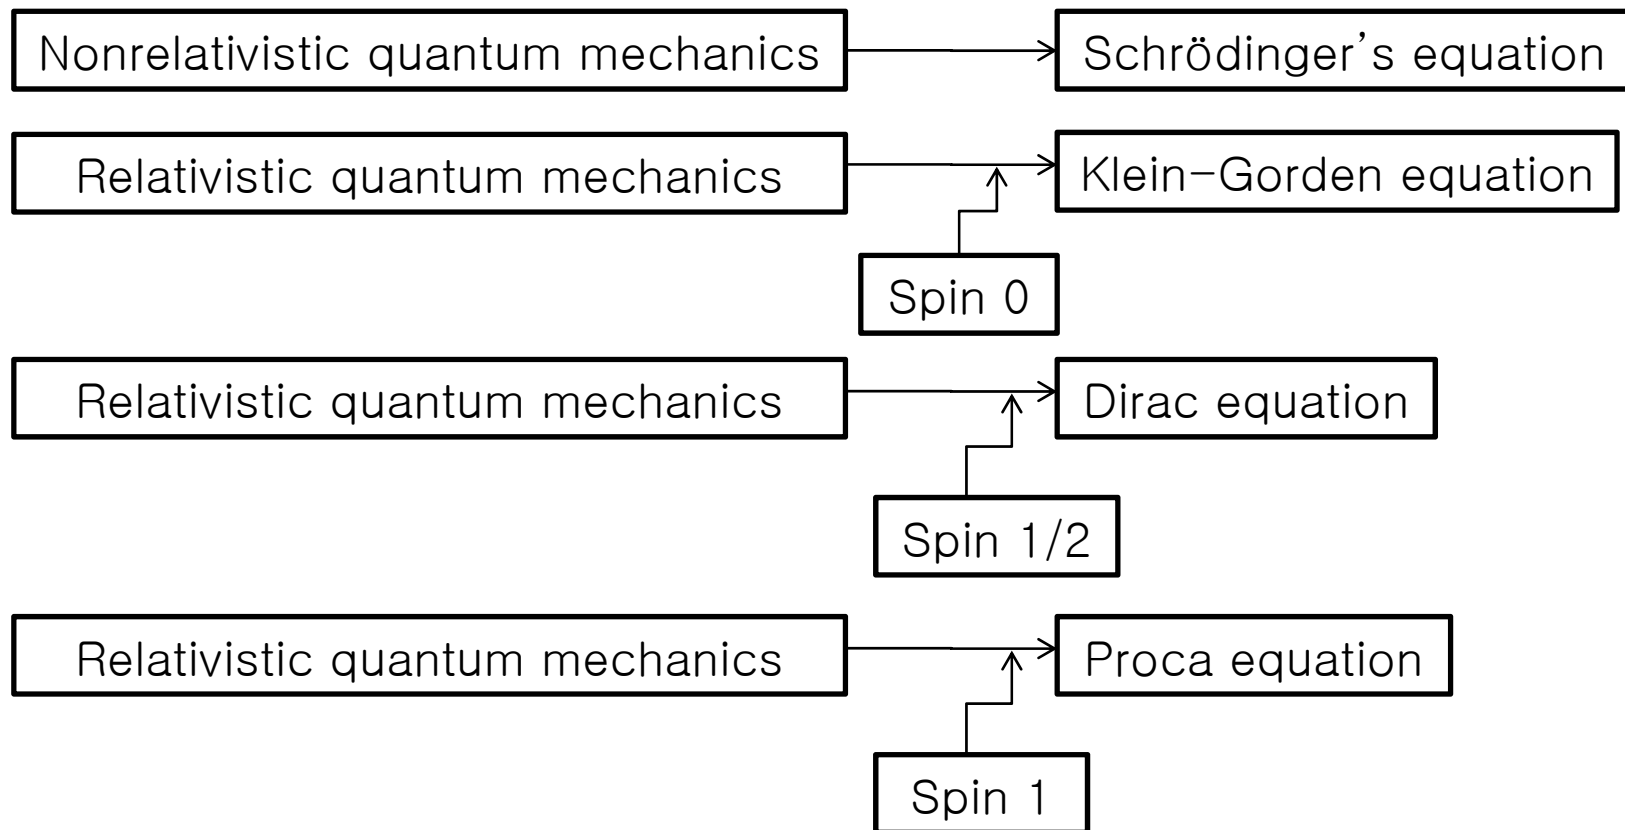 Nonrelativistic quantum mechanics
Schrödinger’s equation
Relativistic quantum mechanics
Klein-Gorden equation
Spin 0
Relativistic quantum mechanics
Dirac equation
Spin 1/2
Relativistic quantum mechanics
Proca equation
Spin 1